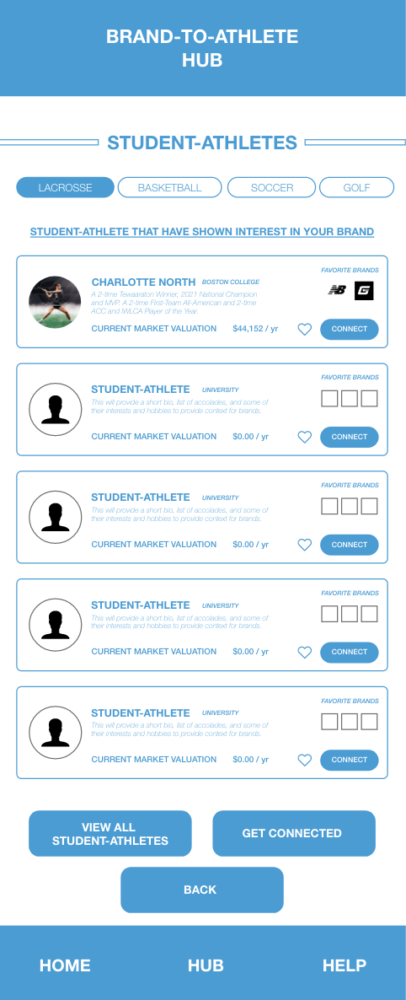 BRAND-TO-ATHLETE
HUB
STUDENT-ATHLETES
LACROSSE
BASKETBALL
SOCCER
GOLF
STUDENT-ATHLETE THAT HAVE SHOWN INTEREST IN YOUR BRAND
FAVORITE BRANDS
CHARLOTTE NORTH BOSTON COLLEGE
NB G
A 2-time Tewaaraton Winner, 2021 National Champion
and MVP. A 2-time First-Team All-American and 2-time
ACC and IWLCA Player of the Year.
CURRENT MARKET VALUATION $44,152 / yr
CONNECT
FAVORITE BRANDS
STUDENT-ATHLETE UNIVERSITY
This will provide a short bio, list of accolades, and some of
their interests and hobbies to provide context for brands.
CURRENT MARKET VALUATION $0.00 / yr
CONNECT
FAVORITE BRANDS
STUDENT-ATHLETE UNIVERSITY
This will provide a short bio, list of accolades, and some of
their interests and hobbies to provide context for brands.
CURRENT MARKET VALUATION $0.00 / yr
CONNECT
FAVORITE BRANDS
STUDENT-ATHLETE UNIVERSITY
This will provide a short bio, list of accolades, and some of
their interests and hobbies to provide context for brands.
CURRENT MARKET VALUATION $0.00 / yr
CONNECT
FAVORITE BRANDS
STUDENT-ATHLETE UNIVERSITY
This will provide a short bio, list of accolades, and some of
their interests and hobbies to provide context for brands.
CURRENT MARKET VALUATION $0.00 / yr
CONNECT
VIEW ALL
STUDENT-ATHLETES
GET CONNECTED
BACK
HOME
HUB
HELP